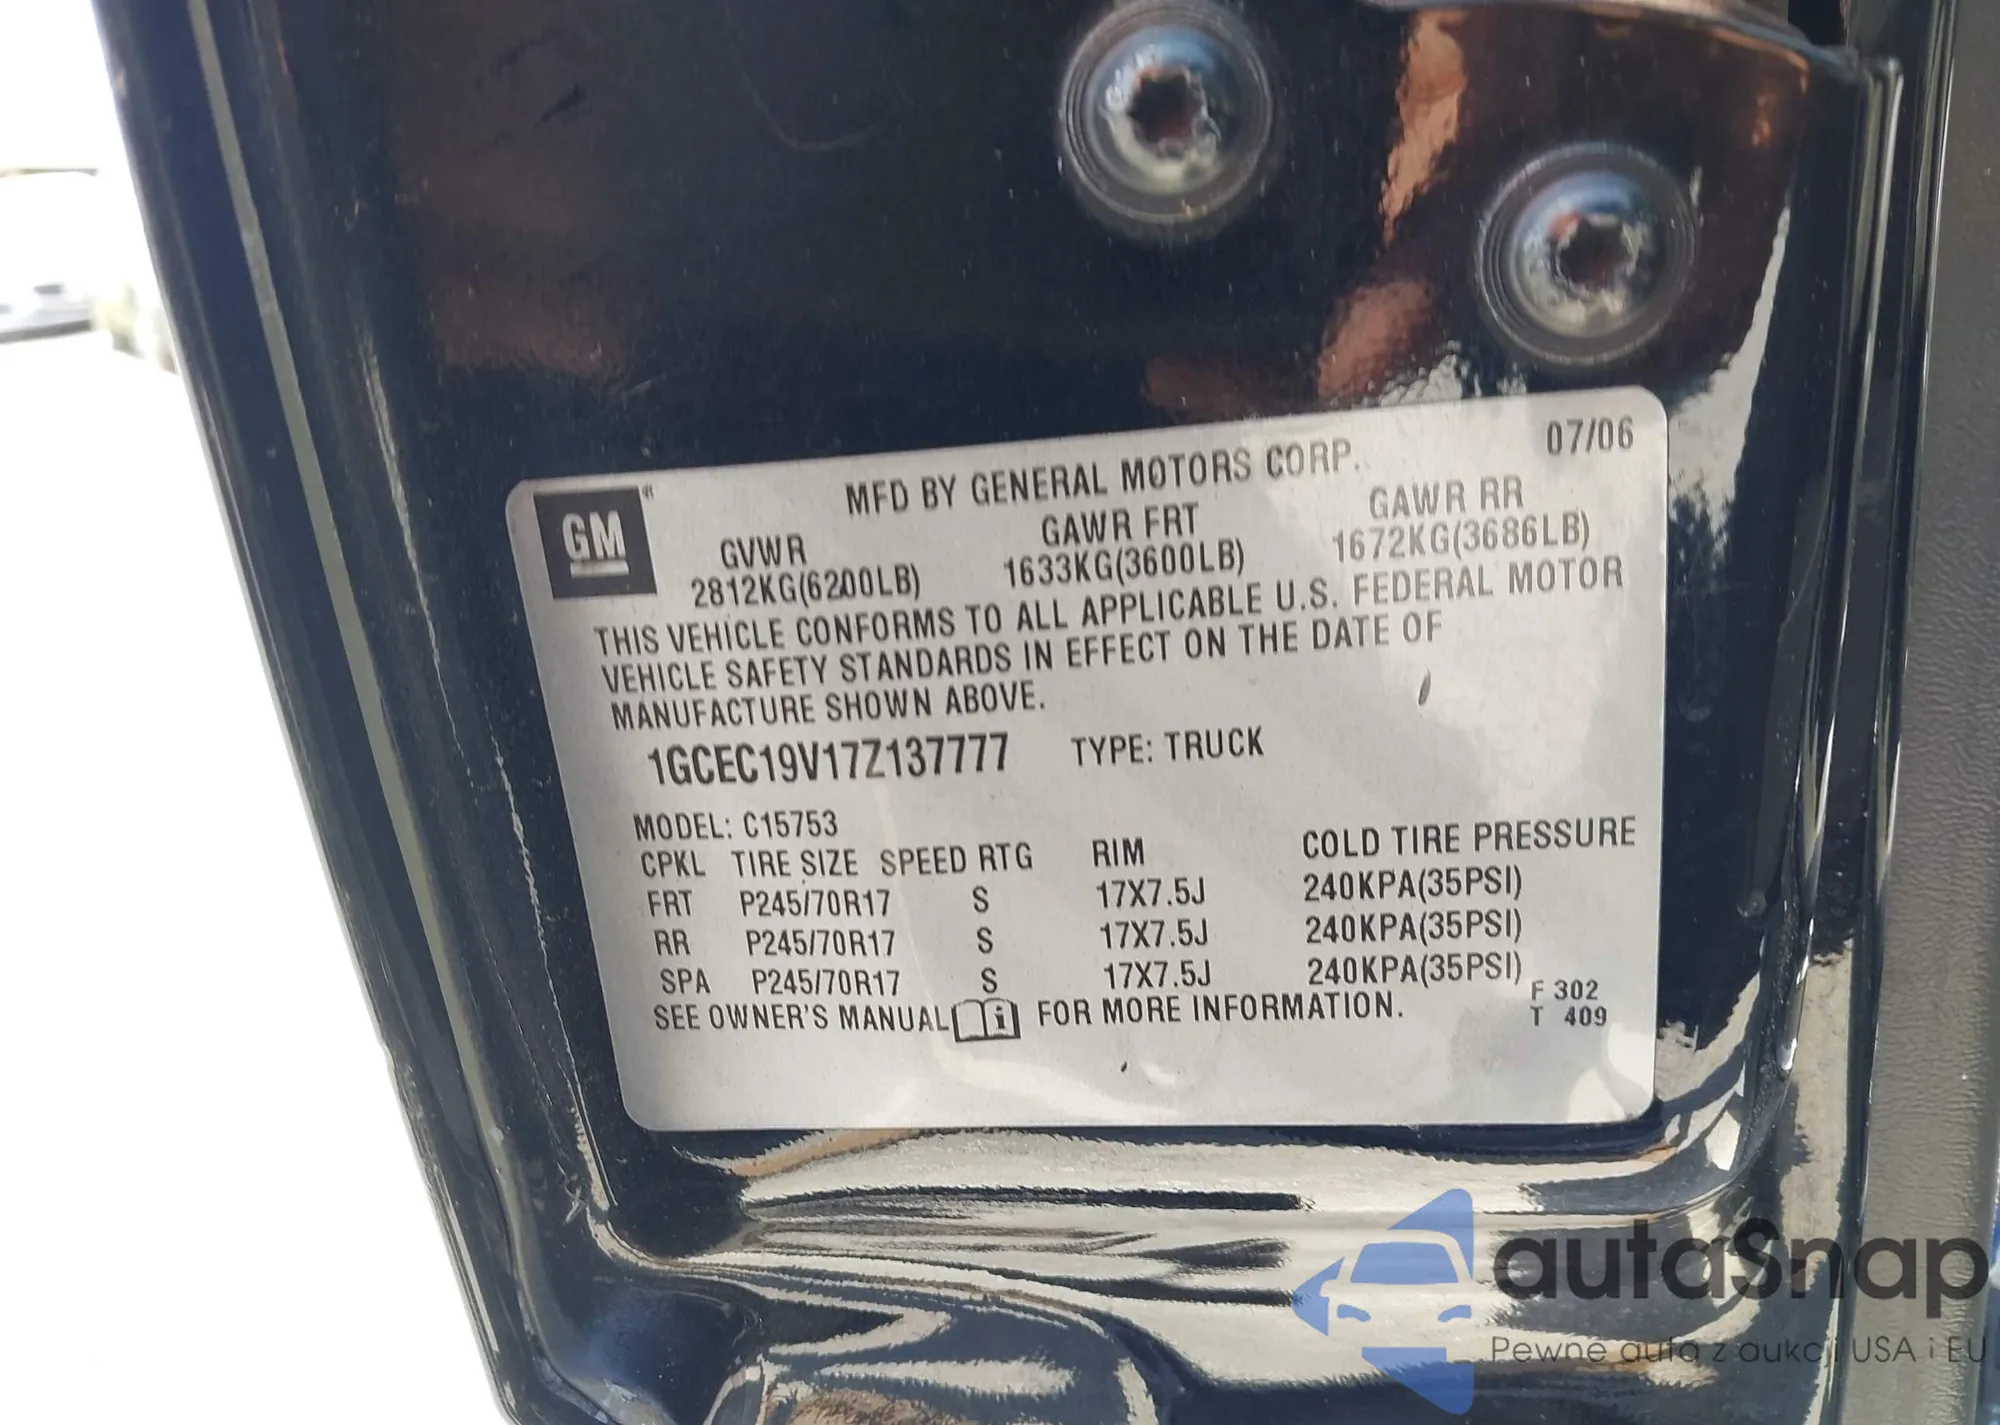 07/06
MFD BY GENERAL MOTORS CORP.
GM
GVWR GAWR FRT GAWR RR
2812KG(6200LB) 1633KG(3600LB) 1672KG(3686LB)
THIS VEHICLE CONFORMS TO ALL APPLICABLE U.S. FEDERAL MOTOR
VEHICLE SAFETY STANDARDS IN EFFECT ON THE DATE OF
MANUFACTURE SHOWN ABOVE.
1GCEC19V17Z137777 TYPE: TRUCK
MODEL: C15753
CPKL TIRE SIZE SPEED RTG RIM COLD TIRE PRESSURE
FRT P245/70R17 S 17X7.5J 240KPA(35PSI)
RR P245/70R17 S 17X7.5J 240KPA(35PSI)
SPA P245/70R17 S 17X7.5J 240KPA(35PSI)
SEE OWNER'S MANUAL i FOR MORE INFORMATION.
F 302
T 409
autaSnap
Pewne auta z aukcji USA i EU